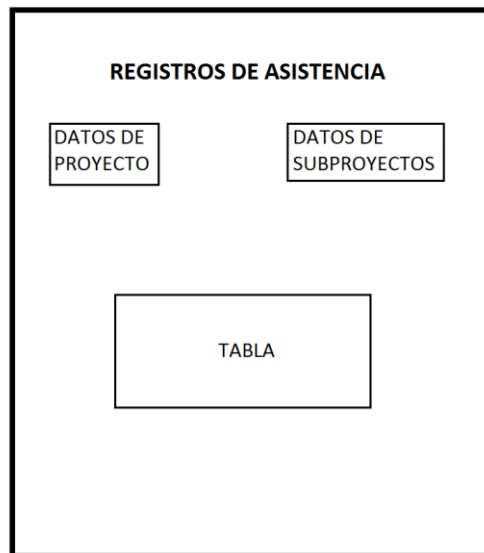 REGISTROS DE ASISTENCIA
DATOS DE
PROYECTO
DATOS DE
SUBPROYECTOS
TABLA